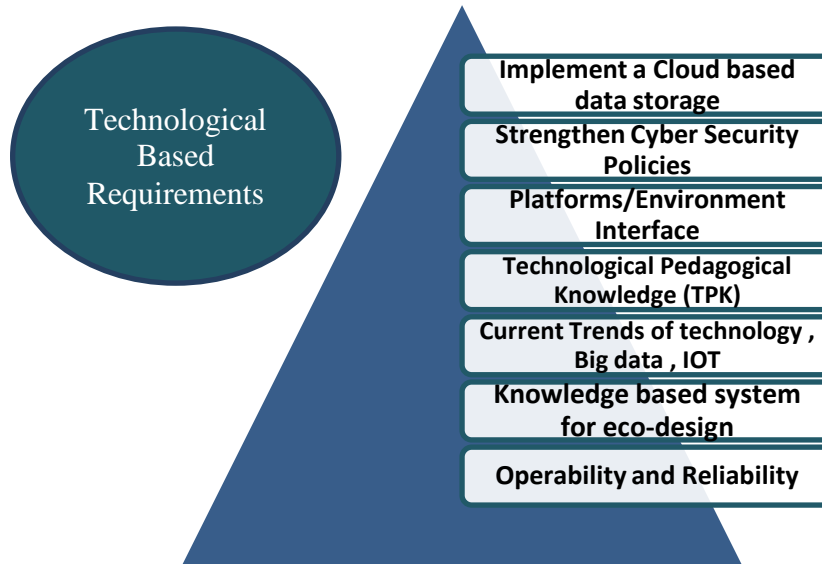 Technological
Based
Requirements
Implement a Cloud based
data storage
Strengthen Cyber Security
Policies
Platforms/Environment
Interface
Technological Pedagogical
Knowledge (TPK)
Current Trends of technology ,
Big data , IOT
Knowledge based system
for eco-design
Operability and Reliability